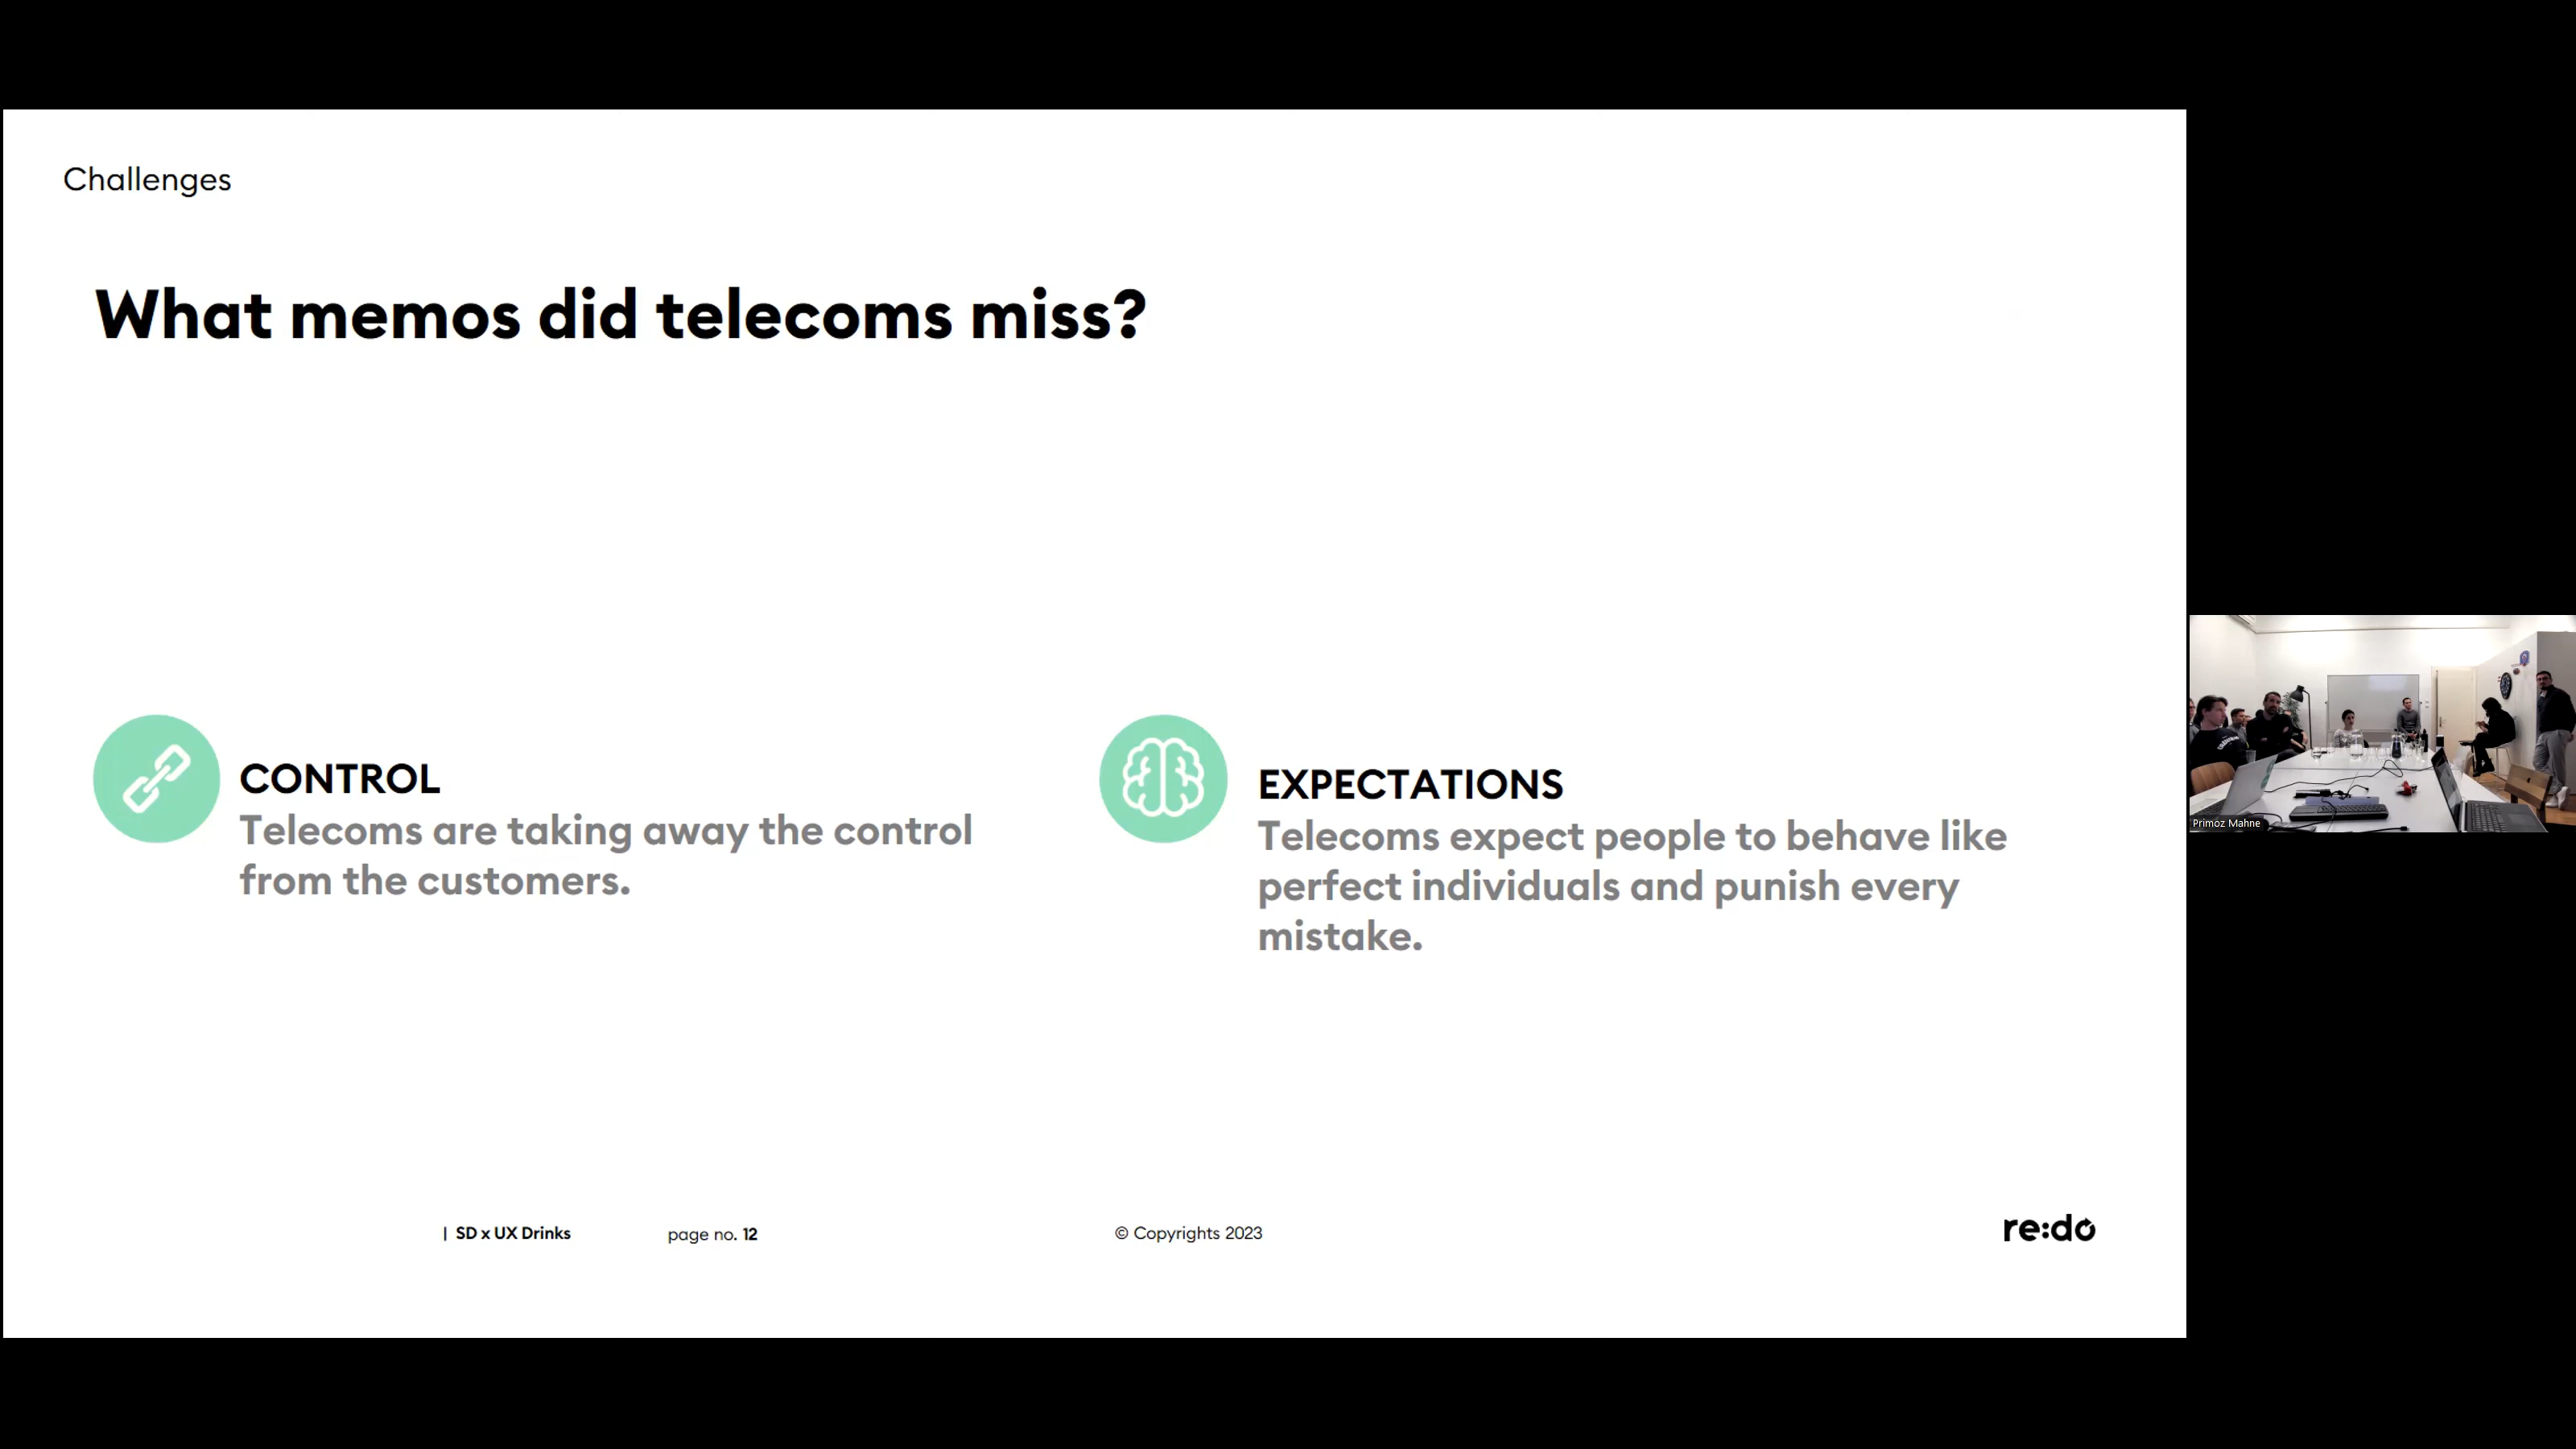 Challenges
What memos did telecoms miss?
CONTROL
Telecoms are taking away the control
from the customers.
EXPECTATIONS
Telecoms expect people to behave like
perfect individuals and punish every
mistake.
| SD x UX Drinks
page no. 12
© Copyrights 2023
re:do
Primož Mahne